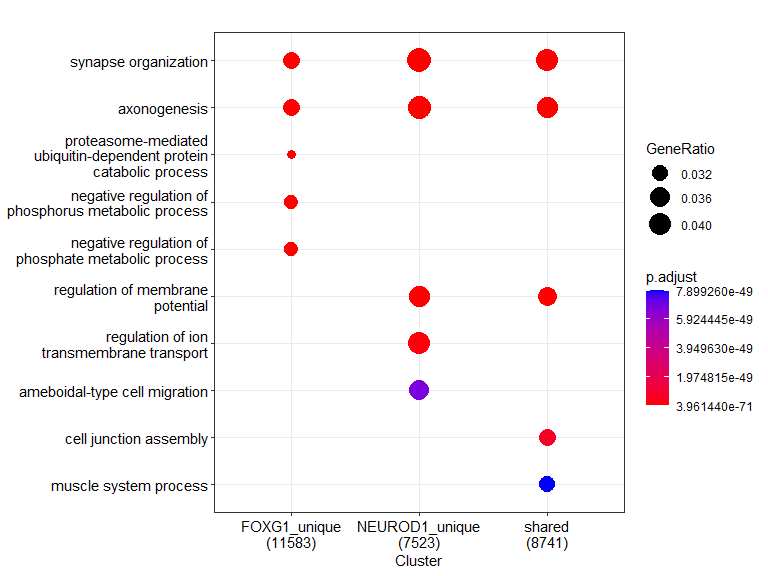 synapse organization
axonogenesis
proteasome-mediated
ubiquitin-dependent protein
catabolic process
negative regulation of
phosphorus metabolic process
negative regulation of
phosphate metabolic process
regulation of membrane
potential
regulation of ion
transmembrane transport
ameboidal-type cell migration
cell junction assembly
muscle system process
FOXG1_unique
(11583)
NEUROD1_unique
(7523)
shared
(8741)
Cluster
GeneRatio
0.032
0.036
0.040
p.adjust
7.899260e-49
5.924445e-49
3.949630e-49
1.974815e-49
3.961440e-71